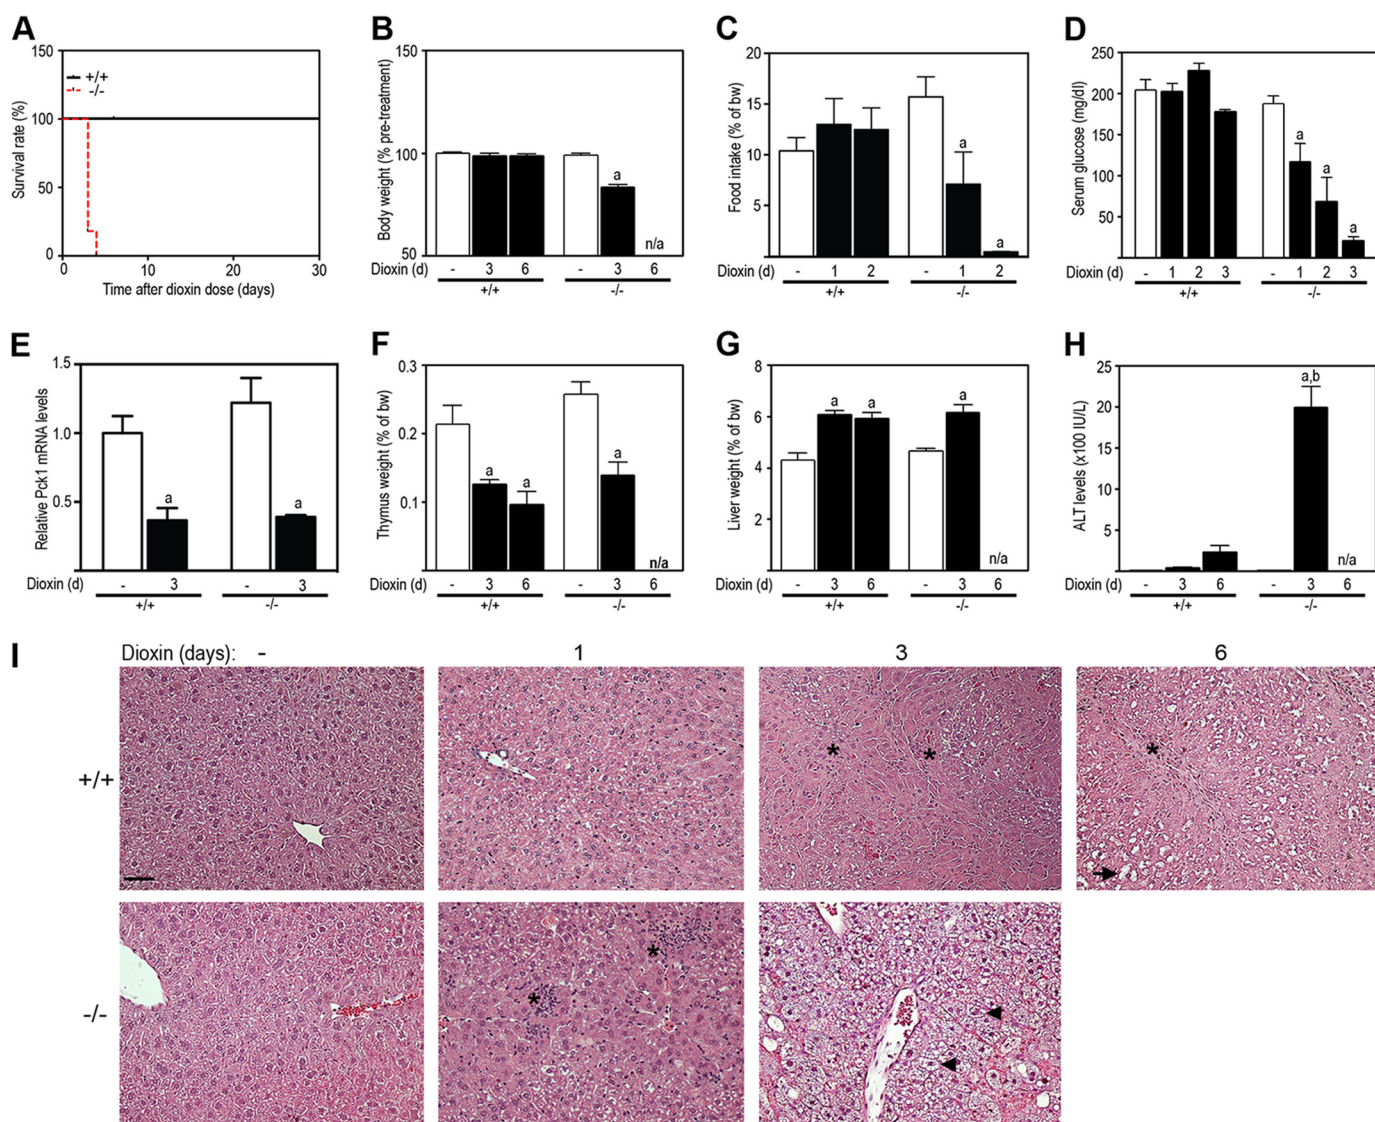 A
Survival rate (%)
150
100
50
0
+/+
-/-
0 10 20 30
Time after dioxin dose (days)
B
Body weight (% pre-treatment)
150
100
50
a
n/a
Dioxin (d) - 3 6 - 3 6
+/+ -/-
C
Food intake (% of bw)
20
15
10
5
a
a
Dioxin (d) - 1 2 - 1 2
+/+ -/-
D
Serum glucose (mg/dl)
250
200
150
100
50
a
a
a
Dioxin (d) - 1 2 3 - 1 2 3
+/+ -/-
E
Relative Pck1 mRNA levels
1.5
1.0
0.5
a
a
Dioxin (d) - 3 - 3
+/+ -/-
F
Thymus weight (% of bw)
0.3
0.2
0.1
a
a
a
n/a
Dioxin (d) - 3 6 - 3 6
+/+ -/-
G
Liver weight (% of bw)
8
6
4
2
a
a
a
n/a
Dioxin (d) - 3 6 - 3 6
+/+ -/-
H
ALT levels (x100 IU/L)
25
20
15
10
5
a,b
n/a
Dioxin (d) - 3 6 - 3 6
+/+ -/-
I
Dioxin (days): - 1 3 6
+/+
* * *
-/-
* *